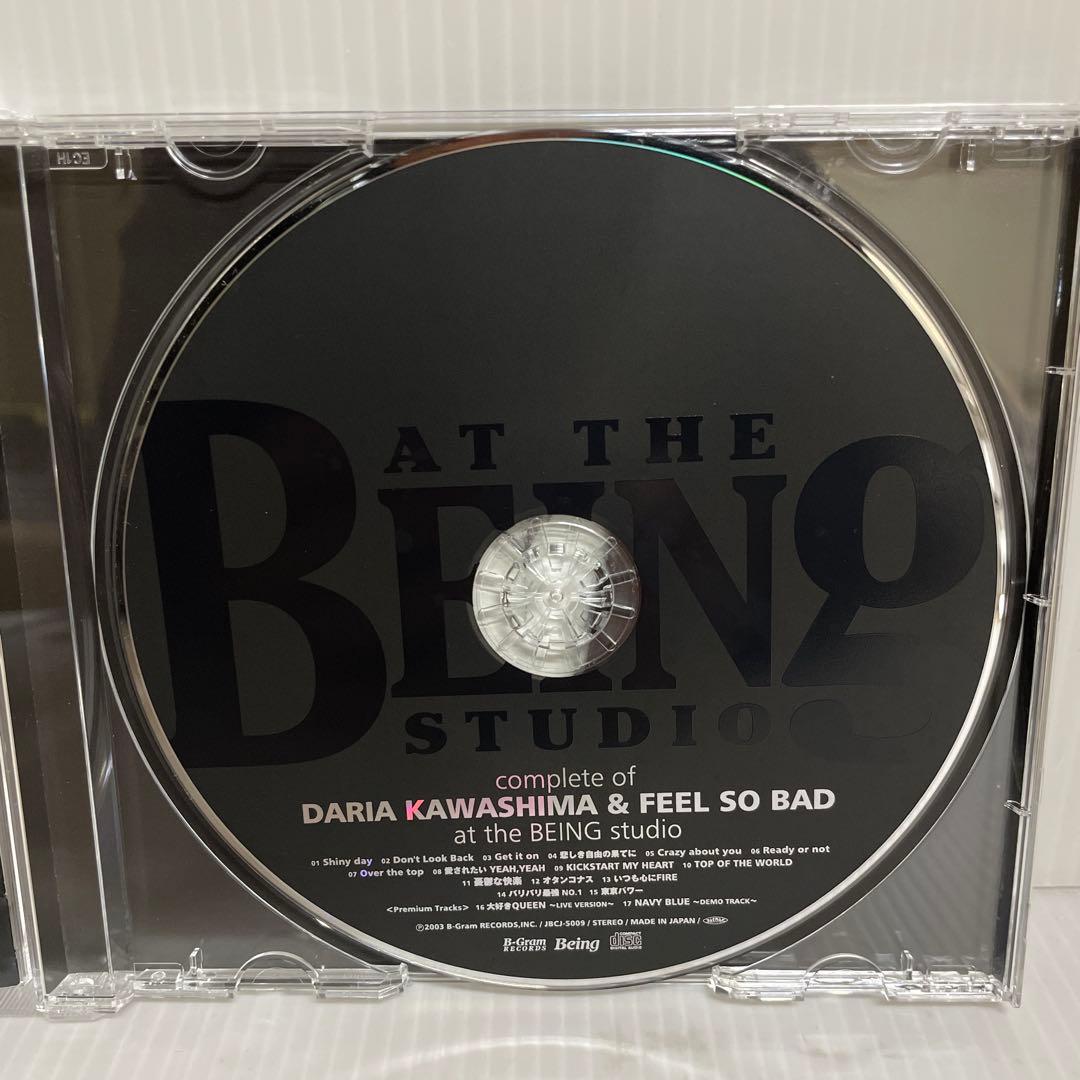 EC1H
AT THE
BEING
STUDIO
complete of
DARIA KAWASHIMA & FEEL SO BAD
at the BEING studio
01 Shiny day 02 Don't Look Back 03 Get it on 04 悲しき自由の果てに 05 Crazy about you 06 Ready or not
07 Over the top 08 愛されたい YEAH,YEAH 09 KICKSTART MY HEART 10 TOP OF THE WORLD
11 憂鬱な快楽 12 オタンコナス 13 いつも心にFIRE
14 バリバリ最強 NO.1 15 東京パワー
<Premium Tracks> 16 大好きQUEEN ~LIVE VERSION~ 17 NAVY BLUE ~DEMO TRACK~
℗2003 B-Gram RECORDS,INC. / JBCJ-5009 / STEREO / MADE IN JAPAN /
B-Gram RECORDS Being COMPACT disc DIGITAL AUDIO